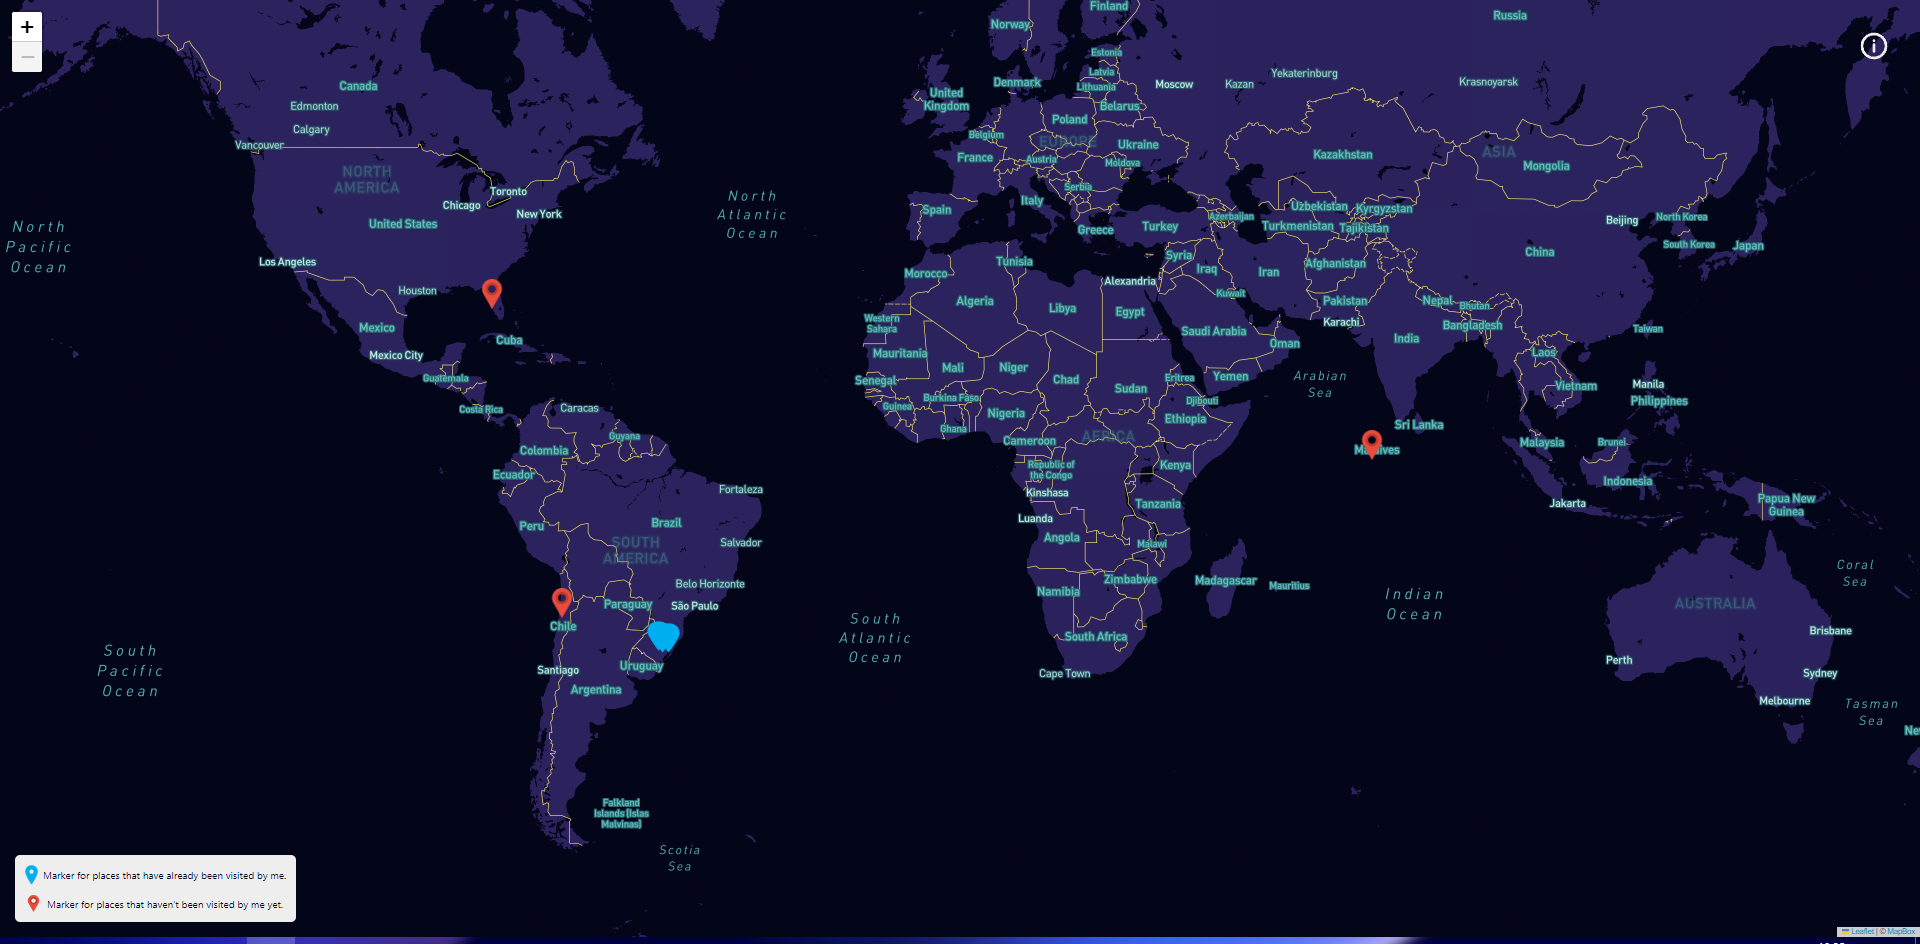 +
−
i
Finland
Norway
Russia
Estonia
Latvia
Lithuania
Denmark
Canada
Edmonton
Calgary
Vancouver
United
Kingdom
Moscow
Kazan
Yekaterinburg
Krasnoyarsk
Belarus
Poland
Belgium
EUROPE
Ukraine
France
Austria
Moldova
Kazakhstan
ASIA
Mongolia
NORTH
AMERICA
Toronto
Chicago
New York
United States
Serbia
Italy
Spain
Greece
Turkey
Azerbaijan
Uzbekistan
Kyrgyzstan
Turkmenistan
Tajikistan
Beijing
North Korea
South Korea
Japan
China
North
Atlantic
Ocean
North
Pacific
Ocean
Los Angeles
Houston
Mexico
Mexico City
Cuba
Guatemala
Costa Rica
Morocco
Tunisia
Algeria
Libya
Alexandria
Egypt
Syria
Iraq
Iran
Kuwait
Afghanistan
Pakistan
Karachi
Nepal
Bhutan
Bangladesh
India
Taiwan
Western
Sahara
Saudi Arabia
Oman
Mauritania
Mali
Niger
Chad
Sudan
Eritrea
Yemen
Arabian
Sea
Laos
Vietnam
Manila
Philippines
Senegal
Guinea
Burkina Faso
Ghana
Nigeria
Djibouti
Ethiopia
Cameroon
AFRICA
Sri Lanka
Maldives
Malaysia
Brunei
Indonesia
Jakarta
Papua New
Guinea
Caracas
Guyana
Colombia
Ecuador
Peru
Fortaleza
Brazil
Salvador
SOUTH
AMERICA
Belo Horizonte
São Paulo
Paraguay
Chile
Santiago
Uruguay
Argentina
Republic of
the Congo
Kinshasa
Kenya
Tanzania
Luanda
Angola
Malawi
Zimbabwe
Namibia
Madagascar
Mauritius
South Africa
Cape Town
South
Atlantic
Ocean
South
Pacific
Ocean
Indian
Ocean
Coral
Sea
AUSTRALIA
Brisbane
Perth
Sydney
Melbourne
Tasman
Sea
Ne
Falkland
Islands (Islas
Malvinas)
Scotia
Sea
Marker for places that have already been visited by me.
Marker for places that haven't been visited by me yet.
Leaflet | © MapBox